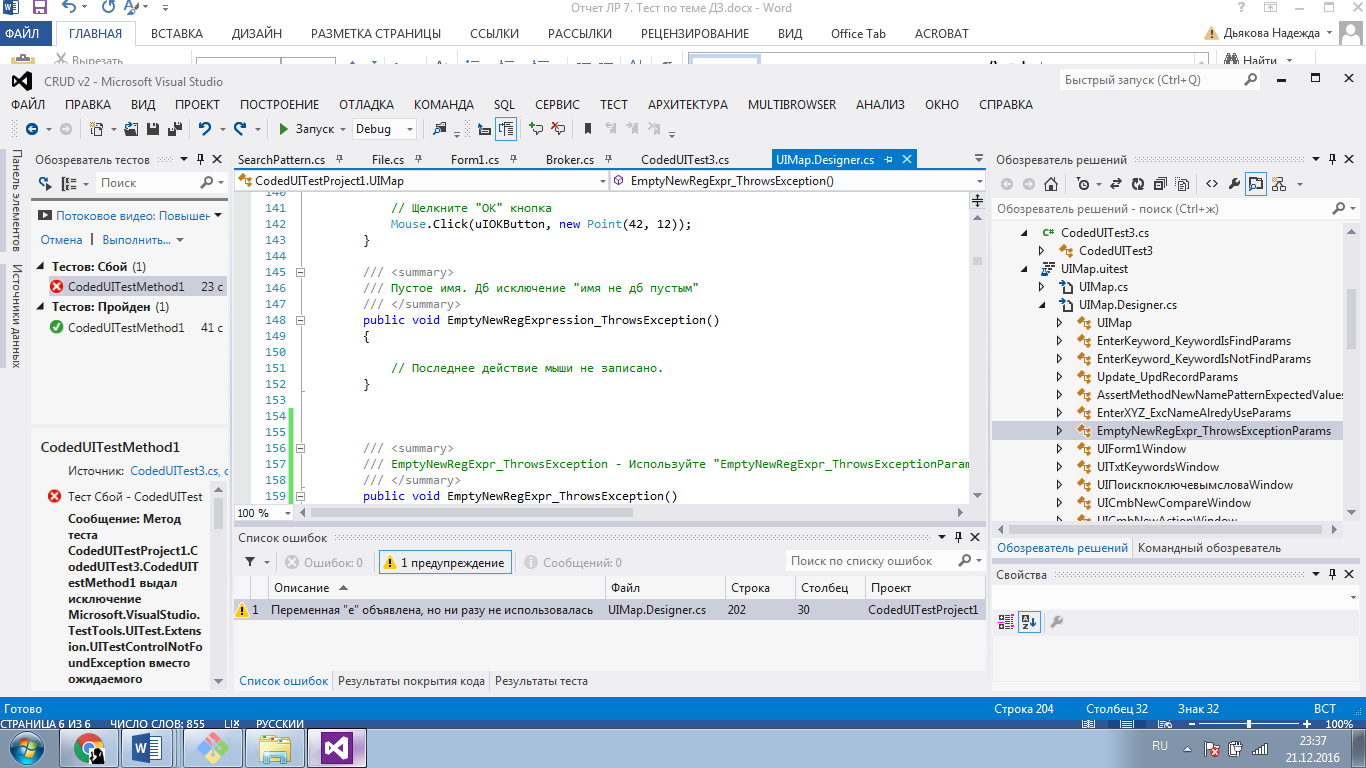 Отчет ЛР 7. Тест по теме ДЗ.docx - Word
ФАЙЛ ГЛАВНАЯ ВСТАВКА ДИЗАЙН РАЗМЕТКА СТРАНИЦЫ ССЫЛКИ РАССЫЛКИ РЕЦЕНЗИРОВАНИЕ ВИД Office Tab ACROBAT Дьякова Надежда
Вырезать Найти
CRUD v2 - Microsoft Visual Studio Быстрый запуск (Ctrl+Q)
ФАЙЛ ПРАВКА ВИД ПРОЕКТ ПОСТРОЕНИЕ ОТЛАДКА КОМАНДА SQL СЕРВИС ТЕСТ АРХИТЕКТУРА MULTIBROWSER АНАЛИЗ ОКНО СПРАВКА
Запуск Debug
Панель элементов
Источники данных
Обозреватель тестов
Поиск
Потоковое видео: Повышен
Отмена | Выполнить...
Тестов: Сбой (1)
CodedUITestMethod1 23 с
Тестов: Пройден (1)
CodedUITestMethod1 41 с
CodedUITestMethod1
Источник: CodedUITest3.cs, с
Тест Сбой - CodedUITest
Сообщение: Метод
теста
CodedUITestProject1.C
odedUITest3.CodedUIT
estMethod1 выдал
исключение
Microsoft.VisualStudio.
TestTools.UITest.Exten
sion.UITestControlNotFo
undException вместо
ожидаемого
SearchPattern.cs File.cs Form1.cs Broker.cs CodedUITest3.cs UIMap.Designer.cs
CodedUITestProject1.UIMap EmptyNewRegExpr_ThrowsException()
140
141 // Щелкните "OK" кнопка
142 Mouse.Click(uIOKButton, new Point(42, 12));
143 }
144
145 /// <summary>
146 /// Пустое имя. Дб исключение "имя не дб пустым"
147 /// </summary>
148 public void EmptyNewRegExpression_ThrowsException()
149 {
150
151 // Последнее действие мыши не записано.
152 }
153
154
155
156 /// <summary>
157 /// EmptyNewRegExpr_ThrowsException - Используйте "EmptyNewRegExpr_ThrowsExceptionParam
158 /// </summary>
159 public void EmptyNewRegExpr_ThrowsException()
100 %
Список ошибок
Ошибок: 0 1 предупреждение Сообщений: 0 Поиск по списку ошибок
Описание Файл Строка Столбец Проект
1 Переменная "e" объявлена, но ни разу не использовалась UIMap.Designer.cs 202 30 CodedUITestProject1
Список ошибок Результаты покрытия кода Результаты теста
Обозреватель решений
Обозреватель решений - поиск (Ctrl+ж)
C# CodedUITest3.cs
CodedUITest3
UIMap.uitest
UIMap.cs
UIMap.Designer.cs
UIMap
EnterKeyword_KeywordIsFindParams
EnterKeyword_KeywordIsNotFindParams
Update_UpdRecordParams
AssertMethodNewNamePatternExpectedValues
EnterXYZ_ExcNameAlredyUseParams
EmptyNewRegExpr_ThrowsExceptionParams
UIForm1Window
UITxtKeywordsWindow
UIПоискпоключевымсловаWindow
UICmbNewCompareWindow
UICmbNewActionWindow
Обозреватель решений Командный обозреватель
Свойства
Готово Строка 204 Столбец 32 Знак 32 ВСТ
СТРАНИЦА 6 ИЗ 6 ЧИСЛО СЛОВ: 855 РУССКИЙ 100%
RU 23:37
21.12.2016